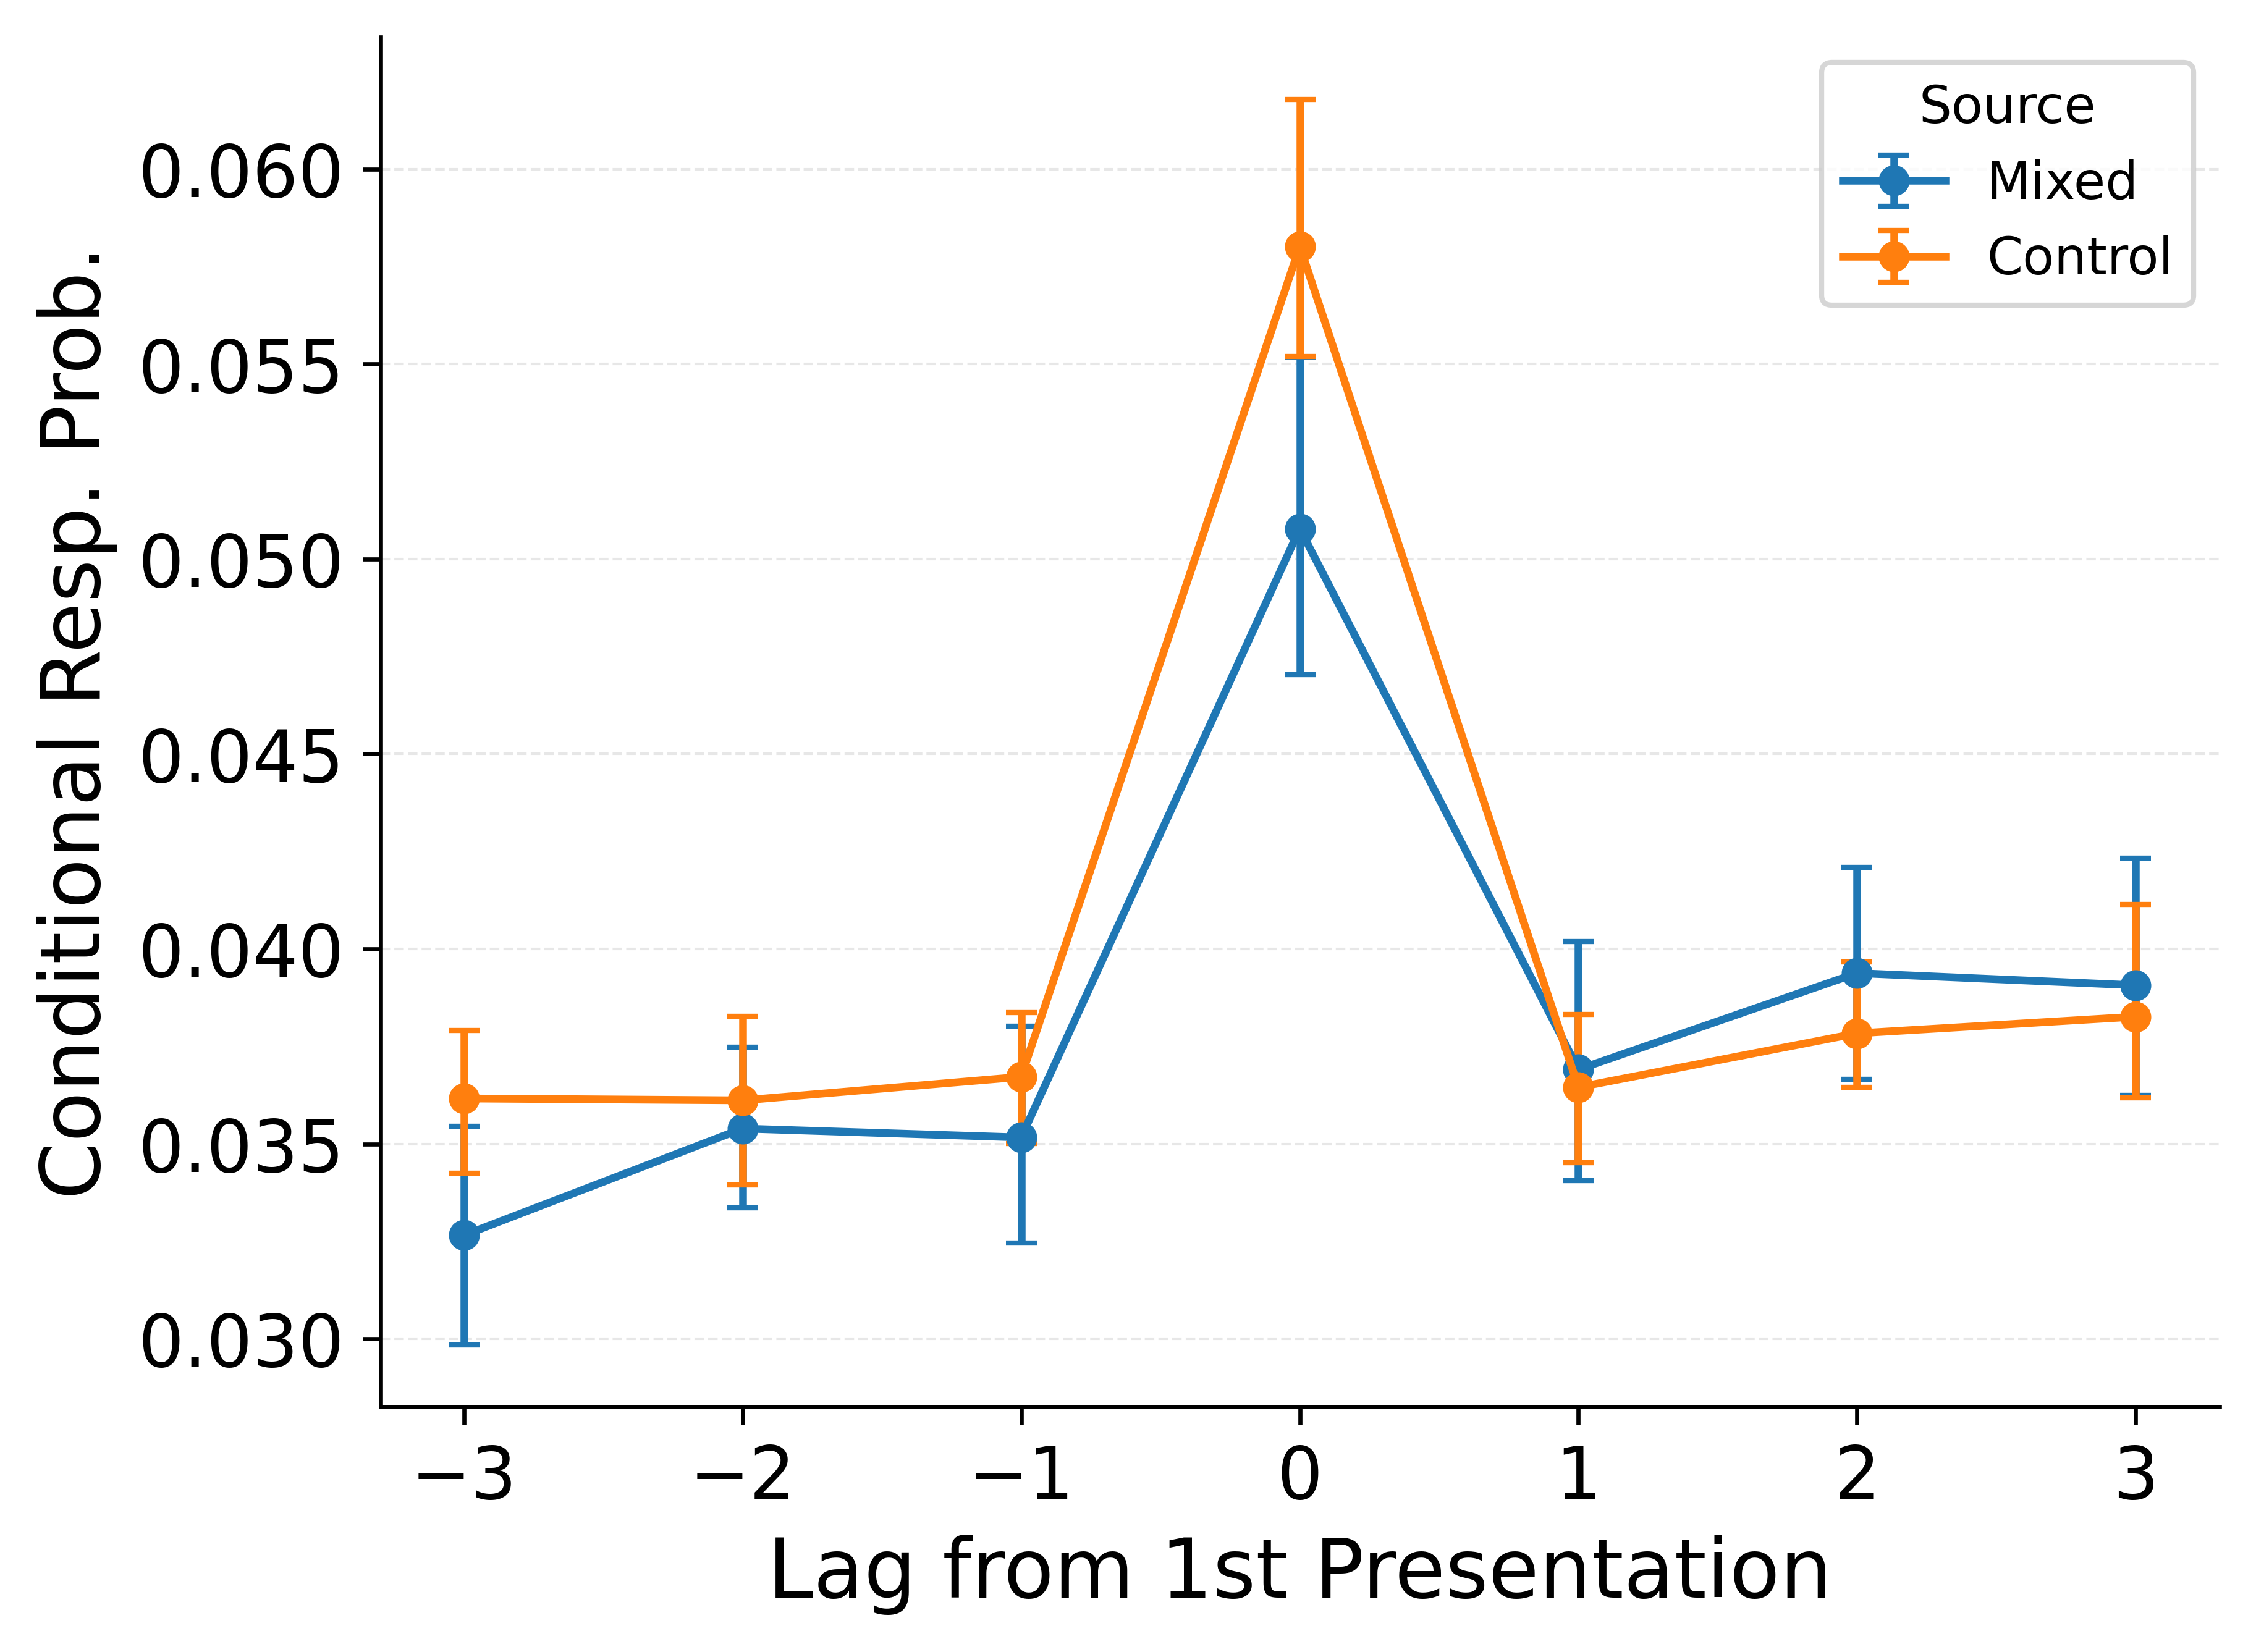 Source
Mixed
Control
0.060
0.055
0.050
0.045
0.040
0.035
0.030
Conditional Resp. Prob.
−3 −2 −1 0 1 2 3
Lag from 1st Presentation